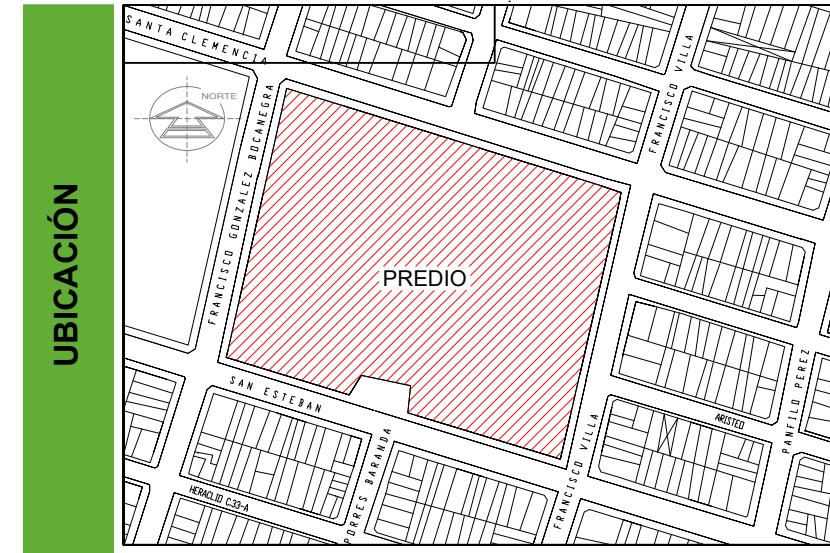 UBICACIÓN
SANTA CLEMENCIA
NORTE
FRANCISCO VILLA
FRANCISCO GONZALEZ BOCANEGRA
PREDIO
SAN ESTEBAN
PORRES BARANDA
HERACLIO C.33-A
FRANCISCO VILLA
ARISTEO
PANFILO PEREZ